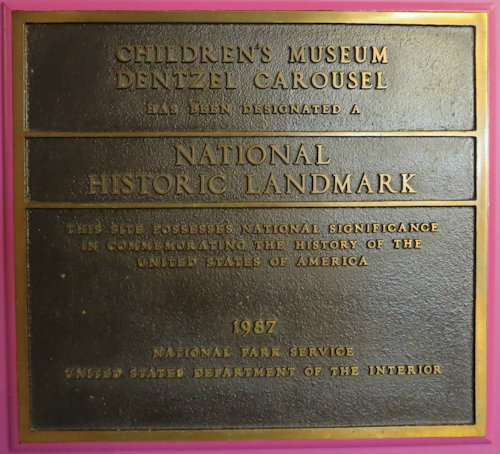 CHILDREN'S MUSEUM
DENTZEL CAROUSEL
HAS BEEN DESIGNATED A
NATIONAL
HISTORIC LANDMARK
THIS SITE POSSESSES NATIONAL SIGNIFICANCE
IN COMMEMORATING THE HISTORY OF THE
UNITED STATES OF AMERICA
1987
NATIONAL PARK SERVICE
UNITED STATES DEPARTMENT OF THE INTERIOR